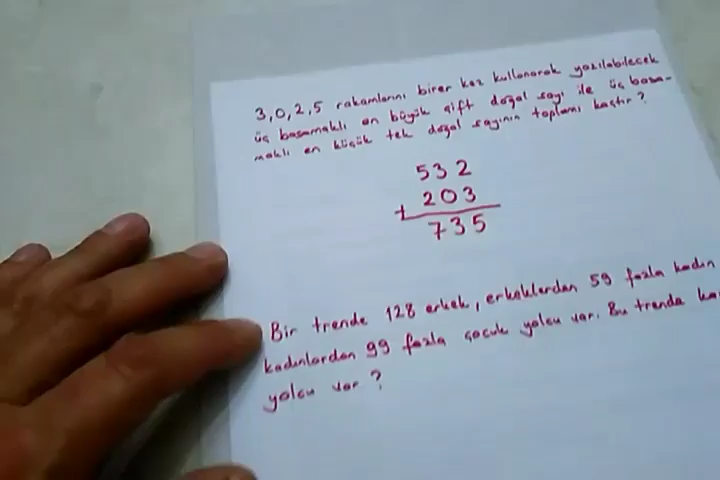 3,0,2,5 rakamlarını birer kez kullanarak yazılabilecek
üç basamaklı en büyük çift doğal sayı ile üç basa-
maklı en küçük tek doğal sayının toplamı kaçtır?
532
+ 203
735
Bir trende 128 erkek, erkeklerden 59 fazla kadın
kadınlardan 99 fazla çocuk yolcu var. Bu trende
yolcu var?